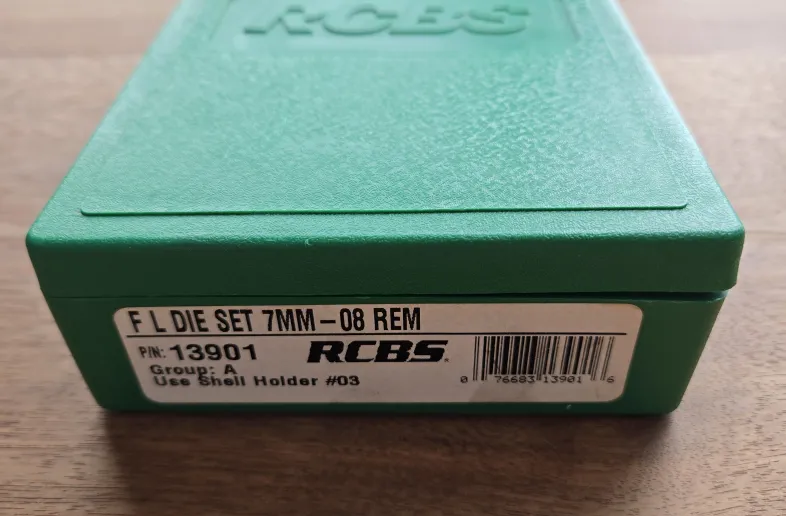 RCBS
F L DIE SET 7MM-08 REM
P/N: 13901
RCBS.
Group: A
Use Shell Holder #03
0 76683 13901 6